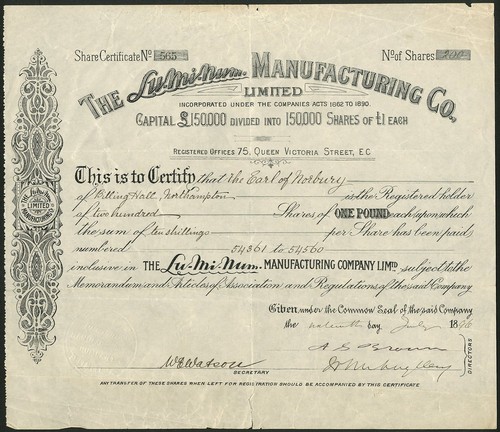 Share Certificate No 565
No of Shares 200
THE Lu-Mi-Num. MANUFACTURING CO.,
LIMITED
INCORPORATED UNDER THE COMPANIES ACTS 1862 TO 1890.
CAPITAL £150,000 DIVIDED INTO 150,000 SHARES OF £1 EACH
REGISTERED OFFICES 75, QUEEN VICTORIA STREET, E.C
This is to Certify that the Earl of Norbury
of Pilling Hall, Northampton is the Registered holder
of two hundred Shares of ONE POUND each upon which
the sum of ten shillings per Share has been paid
numbered 54361 to 54560
inclusive in THE Lu-Mi-Num. MANUFACTURING COMPANY LIMTD subject to the
Memorandum and Articles of Association and Regulations of the said Company
Given under the Common Seal of the said Company
the day July 1896
A S Brown
W E Watson
SECRETARY
DIRECTORS
ANY TRANSFER OF THESE SHARES WHEN LEFT FOR REGISTRATION SHOULD BE ACCOMPANIED BY THIS CERTIFICATE
LIMITED